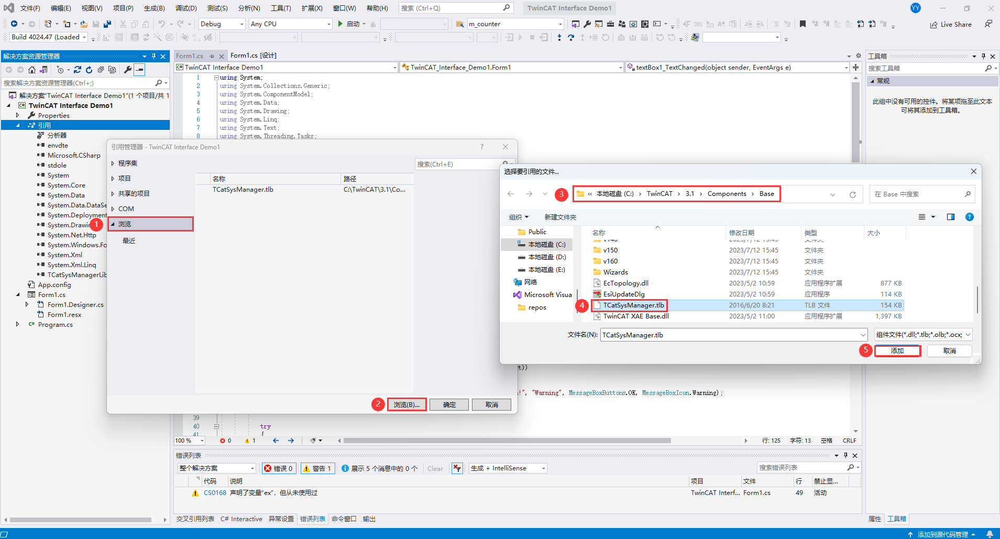 文件(F) 编辑(E) 视图(V) 项目(P) 生成(B) 调试(D) 测试(S) 分析(N) 工具(T) 扩展(X) 窗口(W) 帮助(H) 搜索 (Ctrl+Q) TwinCAT Interface Demo1 YY
Debug Any CPU 启动 m_counter Live Share
Build 4024.47 (Loaded
解决方案资源管理器
搜索解决方案资源管理器(Ctrl+;)
解决方案"TwinCAT Interface Demo1"(1 个项目/共 1
TwinCAT Interface Demo1
Properties
引用
分析器
envdte
Microsoft.CSharp
stdole
System
System.Core
System.Data
System.Data.DataSe
System.Deployment
System.Drawin
System.Net.Http
System.Windows.Fo
System.Xml
System.Xml.Linq
TCatSysManagerLib
App.config
Form1.cs
Form1.Designer.cs
Form1.resx
Program.cs
Form1.cs Form1.cs [设计]
TwinCAT Interface Demo1 TwinCAT_Interface_Demo1.Form1 textBox1_TextChanged(object sender, EventArgs e)
1 using System;
2 using System.Collections.Generic;
3 using System.ComponentModel;
4 using System.Data;
5 using System.Drawing;
6 using System.Linq;
7 using System.Text;
8 using System.Threading.Tasks;
引用管理器 - TwinCAT Interface Demo1 ?
程序集
项目
共享的项目
COM
1 浏览
最近
搜索(Ctrl+E)
名称 路径
TCatSysManager.tlb C:\TwinCAT\3.1\Co...
2 浏览(B)... 确定 取消
选择要引用的文件...
3 « 本地磁盘 (C:) › TwinCAT › 3.1 › Components › Base 在 Base 中搜索
组织 新建文件夹
Public
本地磁盘 (C:)
本地磁盘 (D:)
本地磁盘 (E:)
网络
Microsoft Visua
repos
名称 修改日期 类型 大小
v140 2023/7/12 15:45 文件夹
v150 2023/7/12 15:45 文件夹
v160 2023/7/12 15:45 文件夹
Wizards 2023/7/12 15:45 文件夹
EcTopology.dll 2023/5/2 10:59 应用程序扩展 877 KB
EsiUpdateDlg 2023/5/2 10:59 应用程序 114 KB
4 TCatSysManager.tlb 2016/6/20 8:21 TLB 文件 154 KB
TwinCAT XAE Base.dll 2023/5/2 11:00 应用程序扩展 1,397 KB
文件名(N): TCatSysManager.tlb 组件文件(*.dll;*.tlb;*.olb;*.ocx;
5 添加 取消
t))
!", "Warning", MessageBoxButtons.OK, MessageBoxIcon.Warning);
39
40 try
41 {
100 % 0 1 行: 125 字符: 13 空格 CRLF
错误列表
整个解决方案 错误 0 警告 1 展示 5 个消息中的 0 个 Clear 生成 + IntelliSense 搜索错误列表
代码 说明 项目 文件 行 禁止显...
CS0168 声明了变量"ex"，但从未使用过 TwinCAT Interf... Form1.cs 49 活动
交叉引用列表 C# Interactive 异常设置 错误列表 命令窗口 输出
工具箱
搜索工具箱
常规
此组中没有可用的控件。将某项拖至此文本
可将其添加到工具箱。
属性 工具箱
添加到源代码管理